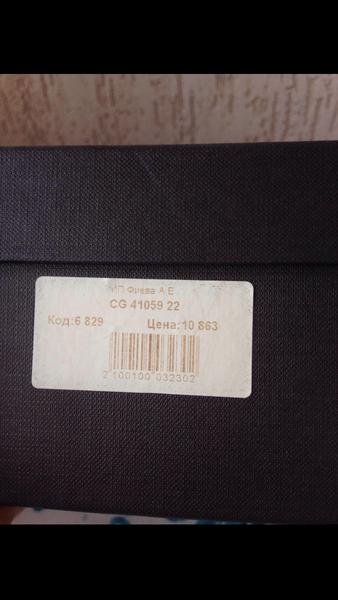 ИП Фиева А.Е.
CG 41059 22
Код:6 829 Цена:10 863
2 100100 032302